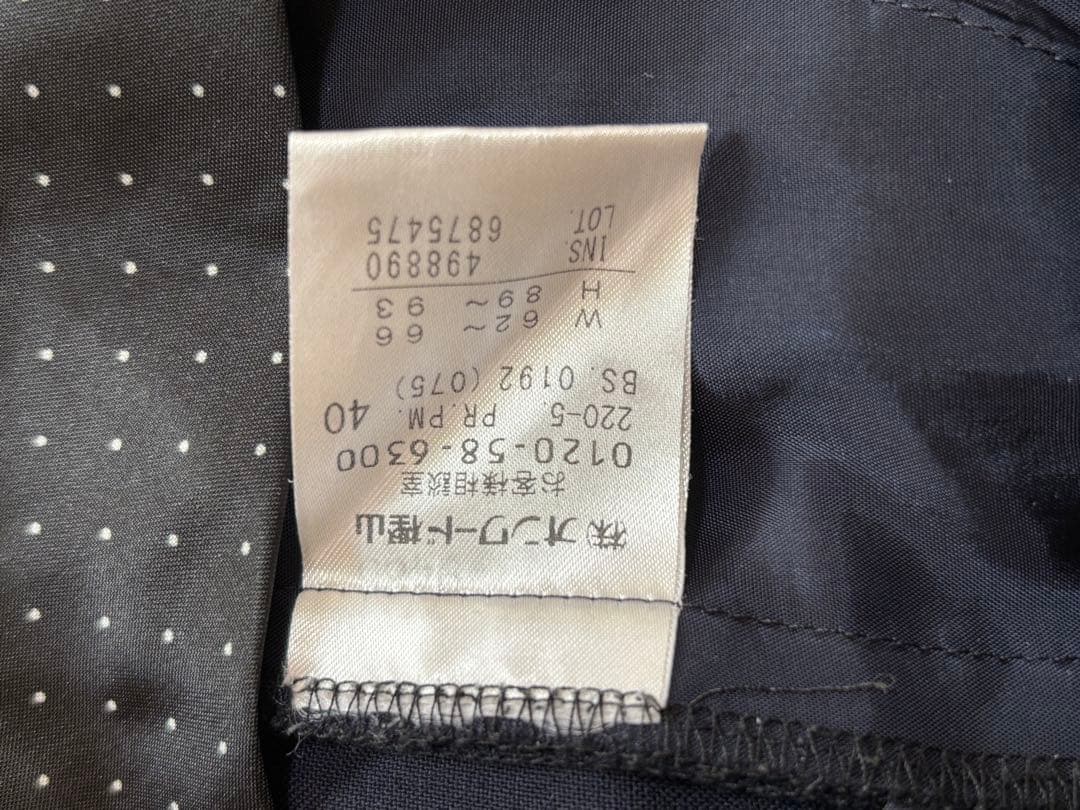 ㈱オンワード樫山
お客様相談室
0120-58-6300
220-5. PR.PM. 40
BS. 0192 (075)
W 62~ 66
H 89~ 93
INS. 498890
LOT. 6875475